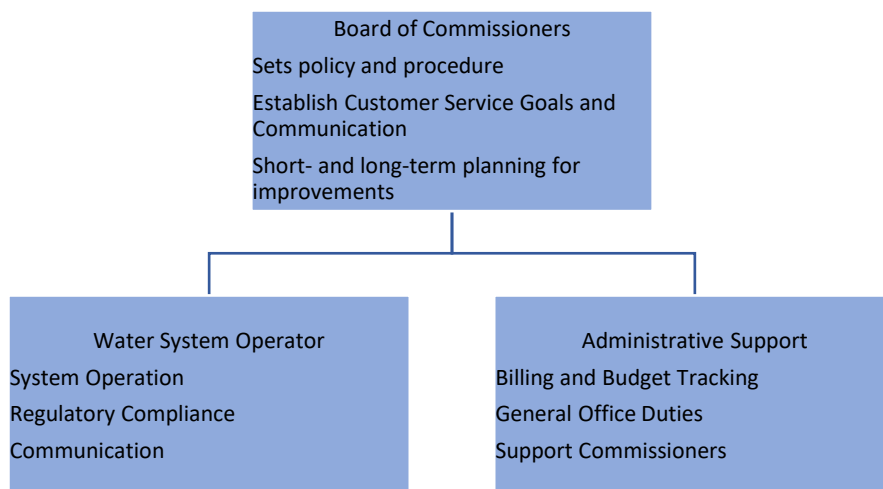 Board of Commissioners
Sets policy and procedure
Establish Customer Service Goals and
Communication
Short- and long-term planning for
improvements
Water System Operator
System Operation
Regulatory Compliance
Communication
Administrative Support
Billing and Budget Tracking
General Office Duties
Support Commissioners